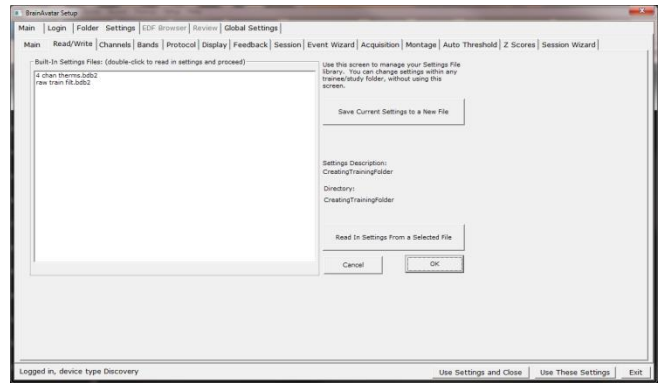 BrainAvatar Setup
Main Login Folder Settings EDF Browser Review Global Settings
Main Read/Write Channels Bands Protocol Display Feedback Session Event Wizard Acquisition Montage Auto Threshold Z Scores Session Wizard
Built-In Settings Files: (double-click to read in settings and proceed)
4 chan therms.bdb2
raw train filt.bdb2
Use this screen to manage your Settings File
library. You can change settings within any
trainee/study folder, without using this
screen.
Save Current Settings to a New File
Settings Description:
CreatingTrainingFolder
Directory:
CreatingTrainingFolder
Read In Settings From a Selected File
Cancel OK
Logged in, device type Discovery Use Settings and Close Use These Settings Exit